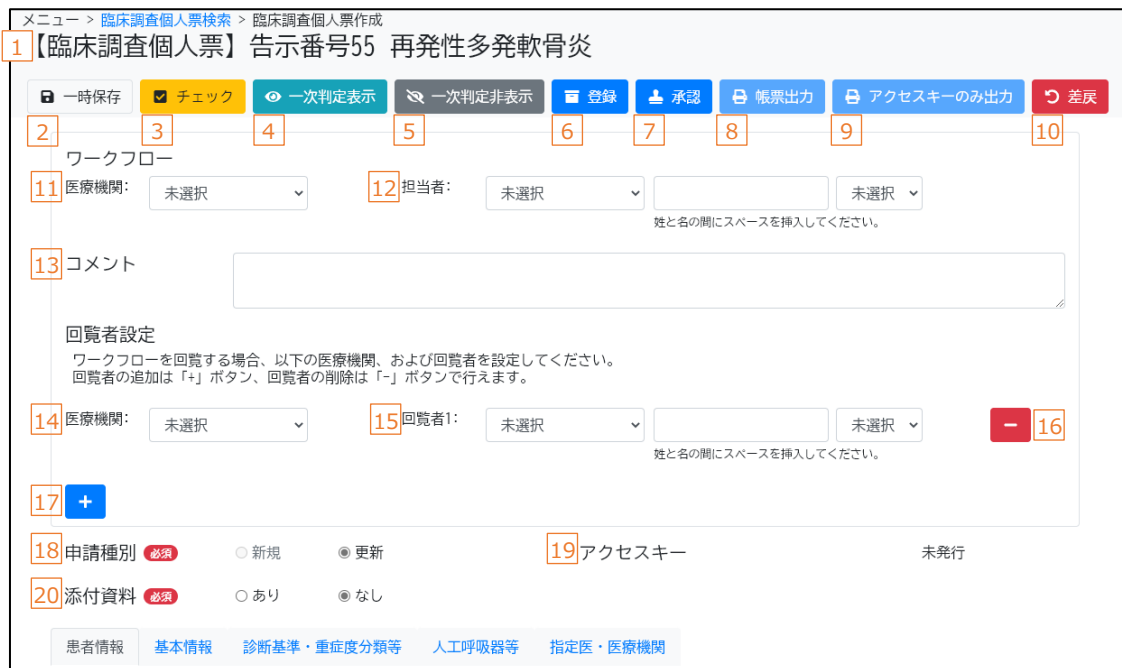 メニュー > 臨床調査個人票検索 > 臨床調査個人票作成
1【臨床調査個人票】告示番号55 再発性多発軟骨炎
一時保存 チェック 一次判定表示 一次判定非表示 登録 承認 帳票出力 アクセスキーのみ出力 差戻
2 3 4 5 6 7 8 9 10
ワークフロー
11 医療機関: 未選択 12 担当者: 未選択 未選択
姓と名の間にスペースを挿入してください。
13 コメント
回覧者設定
ワークフローを回覧する場合、以下の医療機関、および回覧者を設定してください。
回覧者の追加は「+」ボタン、回覧者の削除は「-」ボタンで行えます。
14 医療機関: 未選択 15 回覧者1: 未選択 未選択 − 16
姓と名の間にスペースを挿入してください。
17 +
18 申請種別 必須 新規 更新 19 アクセスキー 未発行
20 添付資料 必須 あり なし
患者情報 基本情報 診断基準・重症度分類等 人工呼吸器等 指定医・医療機関